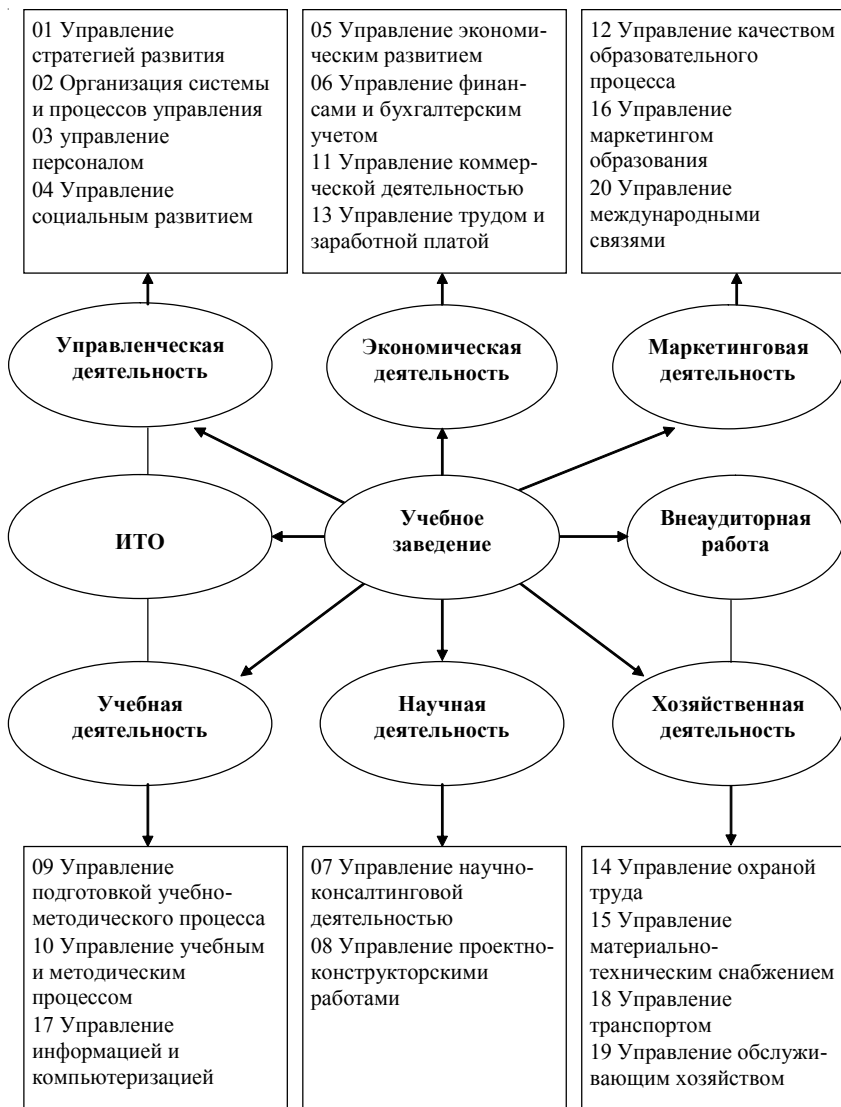 01 Управление
стратегией развития
02 Организация системы
и процессов управления
03 управление
персоналом
04 Управление
социальным развитием
05 Управление экономи-
ческим развитием
06 Управление финан-
сами и бухгалтерским
учетом
11 Управление коммер-
ческой деятельностью
13 Управление трудом и
заработной платой
12 Управление качеством
образовательного
процесса
16 Управление
маркетингом
образования
20 Управление
международными
связями
Управленческая
деятельность
Экономическая
деятельность
Маркетинговая
деятельность
ИТО
Учебное
заведение
Внеаудиторная
работа
Учебная
деятельность
Научная
деятельность
Хозяйственная
деятельность
09 Управление
подготовкой учебно-
методического процесса
10 Управление учебным
и методическим
процессом
17 Управление
информацией и
компьютеризацией
07 Управление научно-
консалтинговой
деятельностью
08 Управление проектно-
конструкторскими
работами
14 Управление охраной
труда
15 Управление
материально-
техническим снабжением
18 Управление
транспортом
19 Управление обслужи-
вающим хозяйством